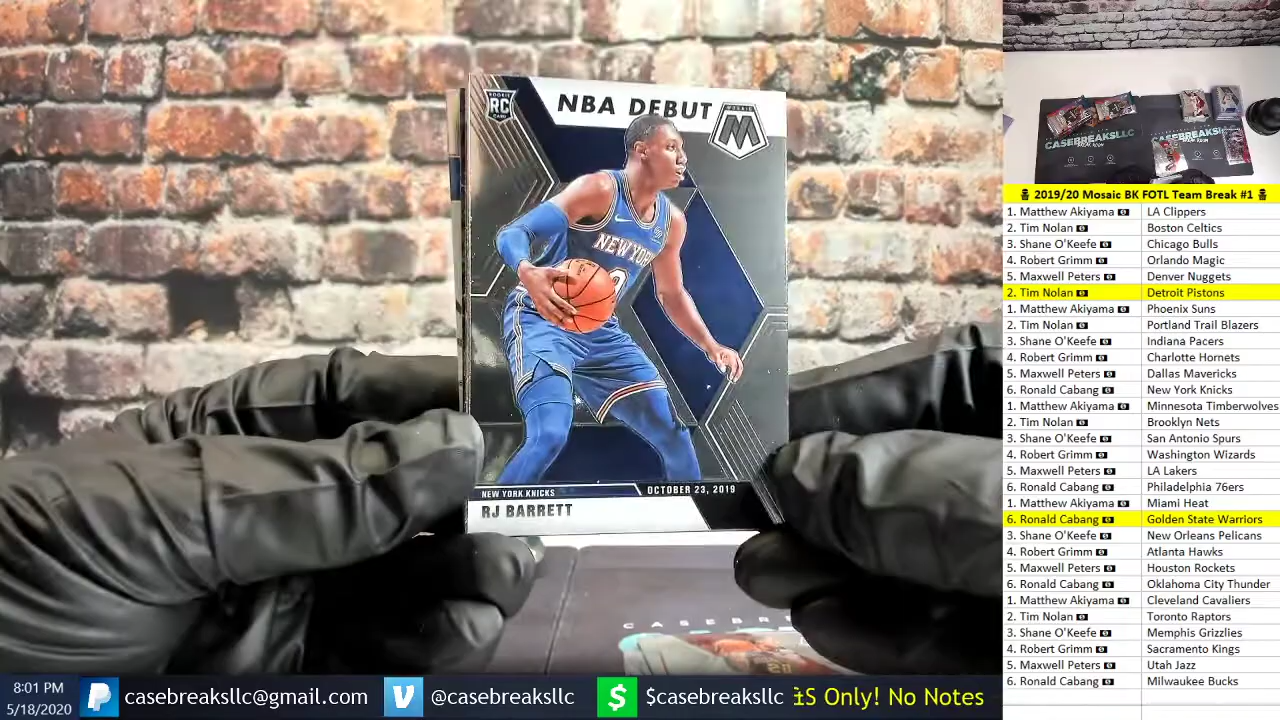 ROOKIE
RC
CARD
NBA DEBUT
MOSAIC
M
NEW YORK
NEW YORK KNICKS
OCTOBER 23, 2019
RJ BARRETT
CASEBREAKSLLC
2019/20 Mosaic BK FOTL Team Break #1
1. Matthew Akiyama LA Clippers
2. Tim Nolan Boston Celtics
3. Shane O'Keefe Chicago Bulls
4. Robert Grimm Orlando Magic
5. Maxwell Peters Denver Nuggets
2. Tim Nolan Detroit Pistons
1. Matthew Akiyama Phoenix Suns
2. Tim Nolan Portland Trail Blazers
3. Shane O'Keefe Indiana Pacers
4. Robert Grimm Charlotte Hornets
5. Maxwell Peters Dallas Mavericks
6. Ronald Cabang New York Knicks
1. Matthew Akiyama Minnesota Timberwolves
2. Tim Nolan Brooklyn Nets
3. Shane O'Keefe San Antonio Spurs
4. Robert Grimm Washington Wizards
5. Maxwell Peters LA Lakers
6. Ronald Cabang Philadelphia 76ers
1. Matthew Akiyama Miami Heat
6. Ronald Cabang Golden State Warriors
3. Shane O'Keefe New Orleans Pelicans
4. Robert Grimm Atlanta Hawks
5. Maxwell Peters Houston Rockets
6. Ronald Cabang Oklahoma City Thunder
1. Matthew Akiyama Cleveland Cavaliers
2. Tim Nolan Toronto Raptors
3. Shane O'Keefe Memphis Grizzlies
4. Robert Grimm Sacramento Kings
5. Maxwell Peters Utah Jazz
6. Ronald Cabang Milwaukee Bucks
8:01 PM
5/18/2020
casebreaksllc@gmail.com
@casebreaksllc
$casebreaksllc
Only! No Notes